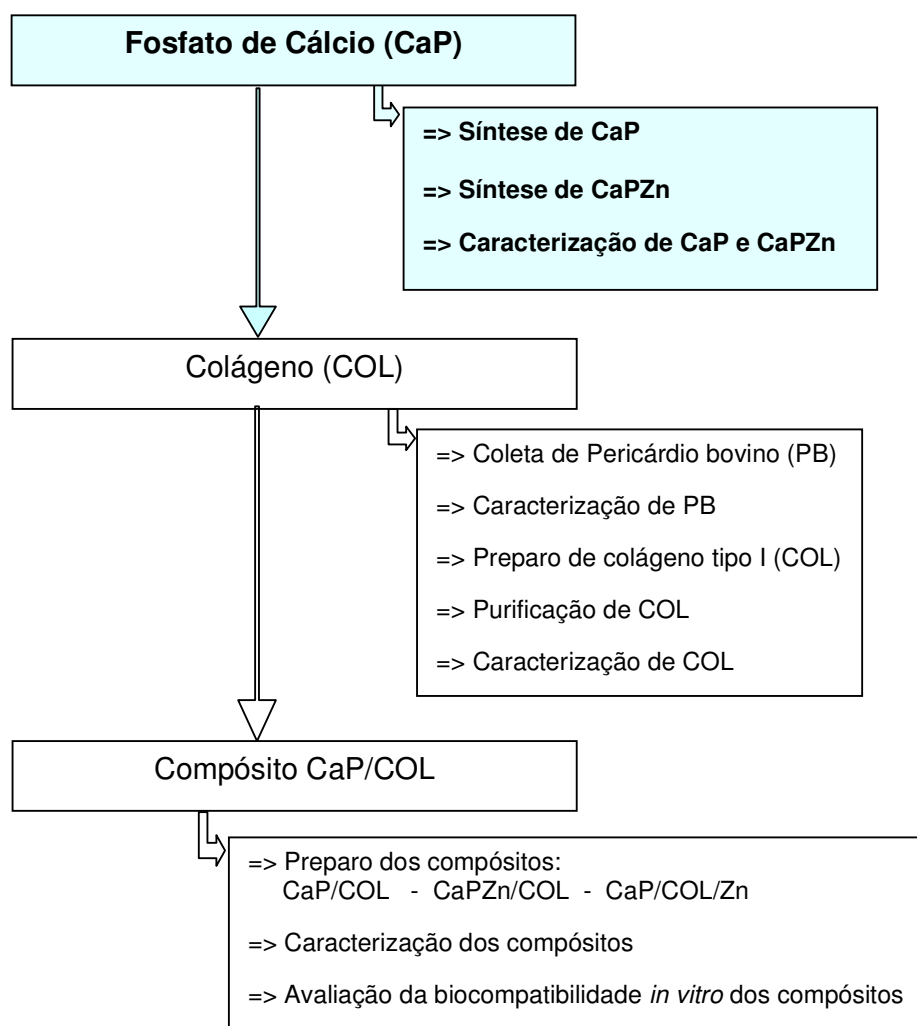 Fosfato de Cálcio (CaP)
=> Síntese de CaP
=> Síntese de CaPZn
=> Caracterização de CaP e CaPZn
Colágeno (COL)
=> Coleta de Pericárdio bovino (PB)
=> Caracterização de PB
=> Preparo de colágeno tipo I (COL)
=> Purificação de COL
=> Caracterização de COL
Compósito CaP/COL
=> Preparo dos compósitos:
CaP/COL - CaPZn/COL - CaP/COL/Zn
=> Caracterização dos compósitos
=> Avaliação da biocompatibilidade in vitro dos compósitos